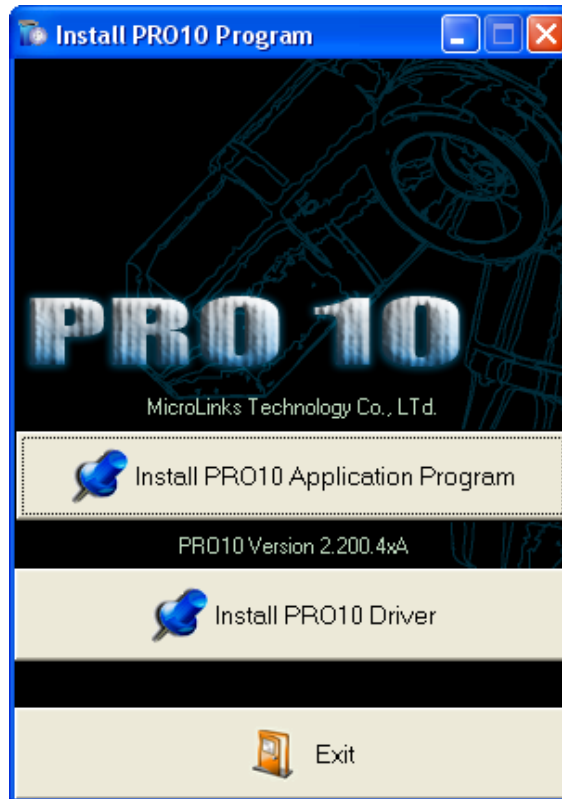 Install PRO10 Program
PRO 10
MicroLinks Technology Co., LTd.
Install PRO10 Application Program
PRO10 Version 2.200.4xA
Install PRO10 Driver
Exit